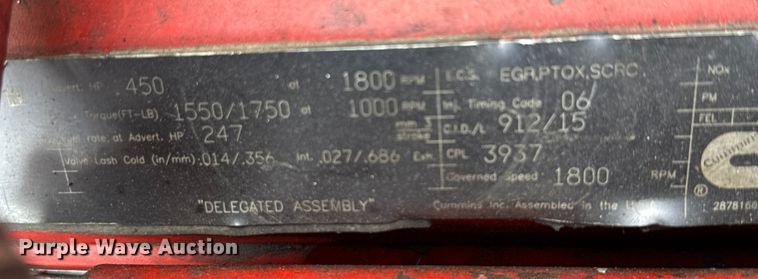 Advert. HP 450 at 1800 RPM
Torque(FT-LB) 1550/1750 at 1000 RPM
rate at Advert. HP 247 mm3 stroke
Valve Lash Cold (in/mm) .014/.356 Int. .027/.686 Exh.
"DELEGATED ASSEMBLY"
E.C.S. EGR,PTOX,SCRC
Inj. Timing Code 06
C.I.D./L 912/15
CPL 3937
Governed Speed 1800 RPM
Cummins Inc. Assembled in the
NOx
PM
FEL
Cummins
®
Purple Wave Auction